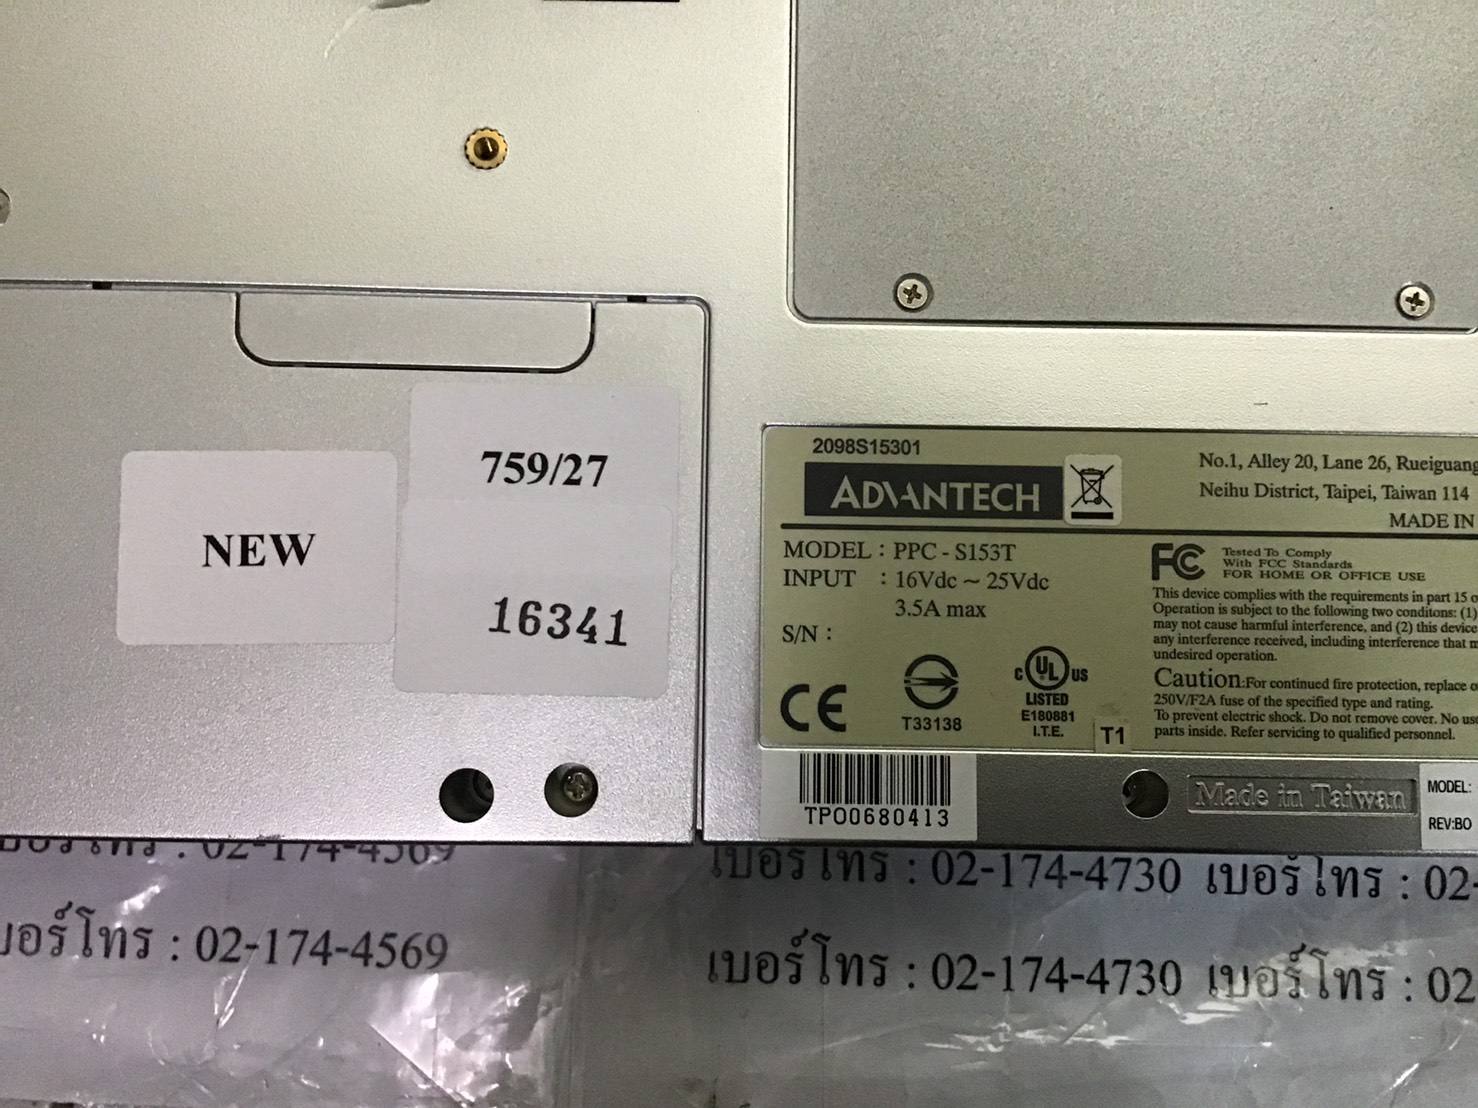 759/27
NEW
16341
2098S15301
ADVANTECH
No.1, Alley 20, Lane 26, Rueiguang
Neihu District, Taipei, Taiwan 114
MADE IN
MODEL : PPC - S153T
INPUT : 16Vdc ~ 25Vdc
3.5A max
S/N :
FC
Tested To Comply
With FCC Standards
FOR HOME OR OFFICE USE
This device complies with the requirements in part 15 o
Operation is subject to the following two conditons: (1)
may not cause harmful interference, and (2) this device
any interference received, including interference that m
undesired operation.
Caution:For continued fire protection, replace o
250V/F2A fuse of the specified type and rating.
To prevent electric shock. Do not remove cover. No use
parts inside. Refer servicing to qualified personnel.
CE
T33138
C UL US
LISTED
E180881
I.T.E.
T1
TPO0680413
Made in Taiwan
MODEL:
REV:B0
02-174-4569
เบอร์โทร : 02-174-4730 เบอร์โทร : 02-
เบอร์โทร : 02-174-4569
เบอร์โทร : 02-174-4730 เบอร์โทร : 02